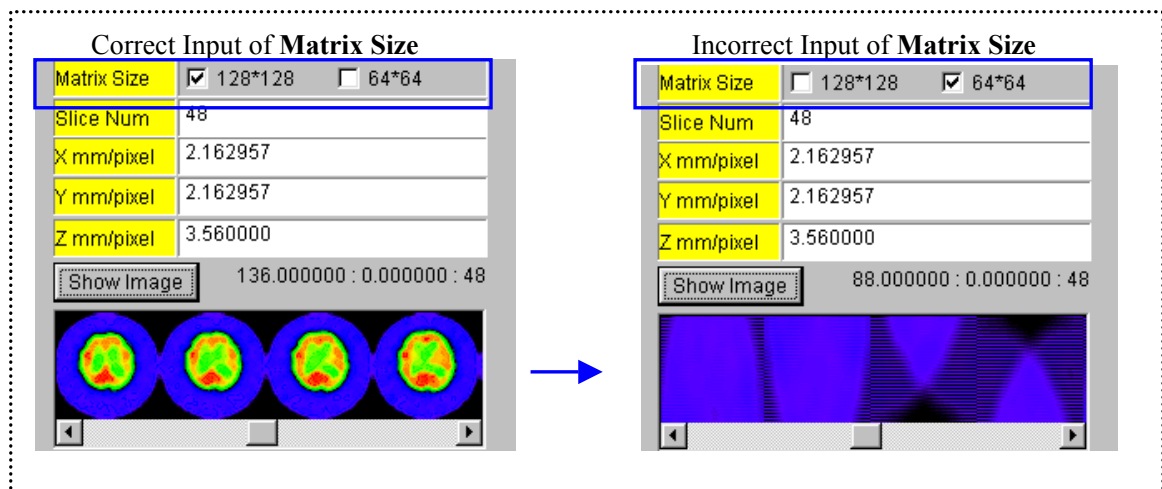 Correct Input of Matrix Size
Matrix Size 128*128 64*64
Slice Num 48
X mm/pixel 2.162957
Y mm/pixel 2.162957
Z mm/pixel 3.560000
Show Image 136.000000 : 0.000000 : 48
Incorrect Input of Matrix Size
Matrix Size 128*128 64*64
Slice Num 48
X mm/pixel 2.162957
Y mm/pixel 2.162957
Z mm/pixel 3.560000
Show Image 88.000000 : 0.000000 : 48